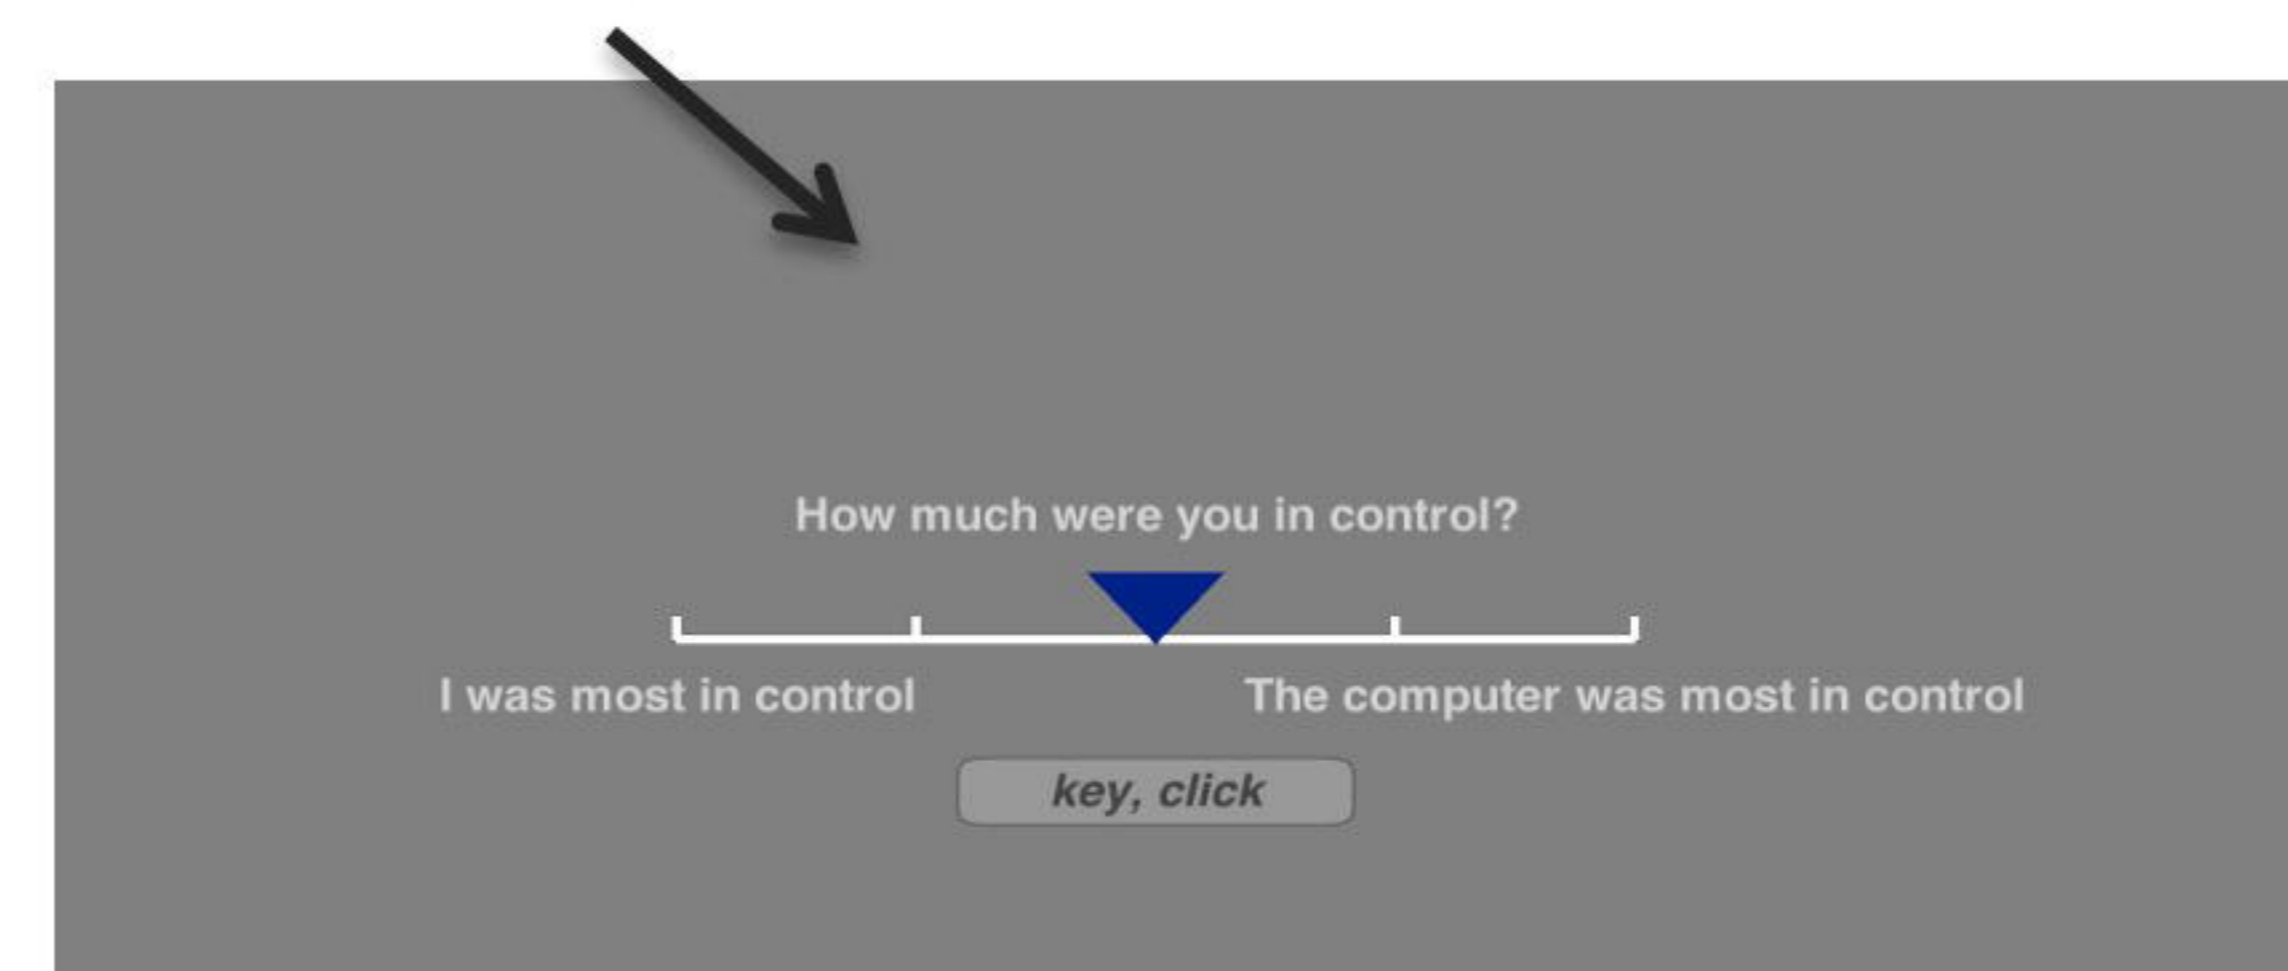 How much were you in control?
I was most in control The computer was most in control
key, click